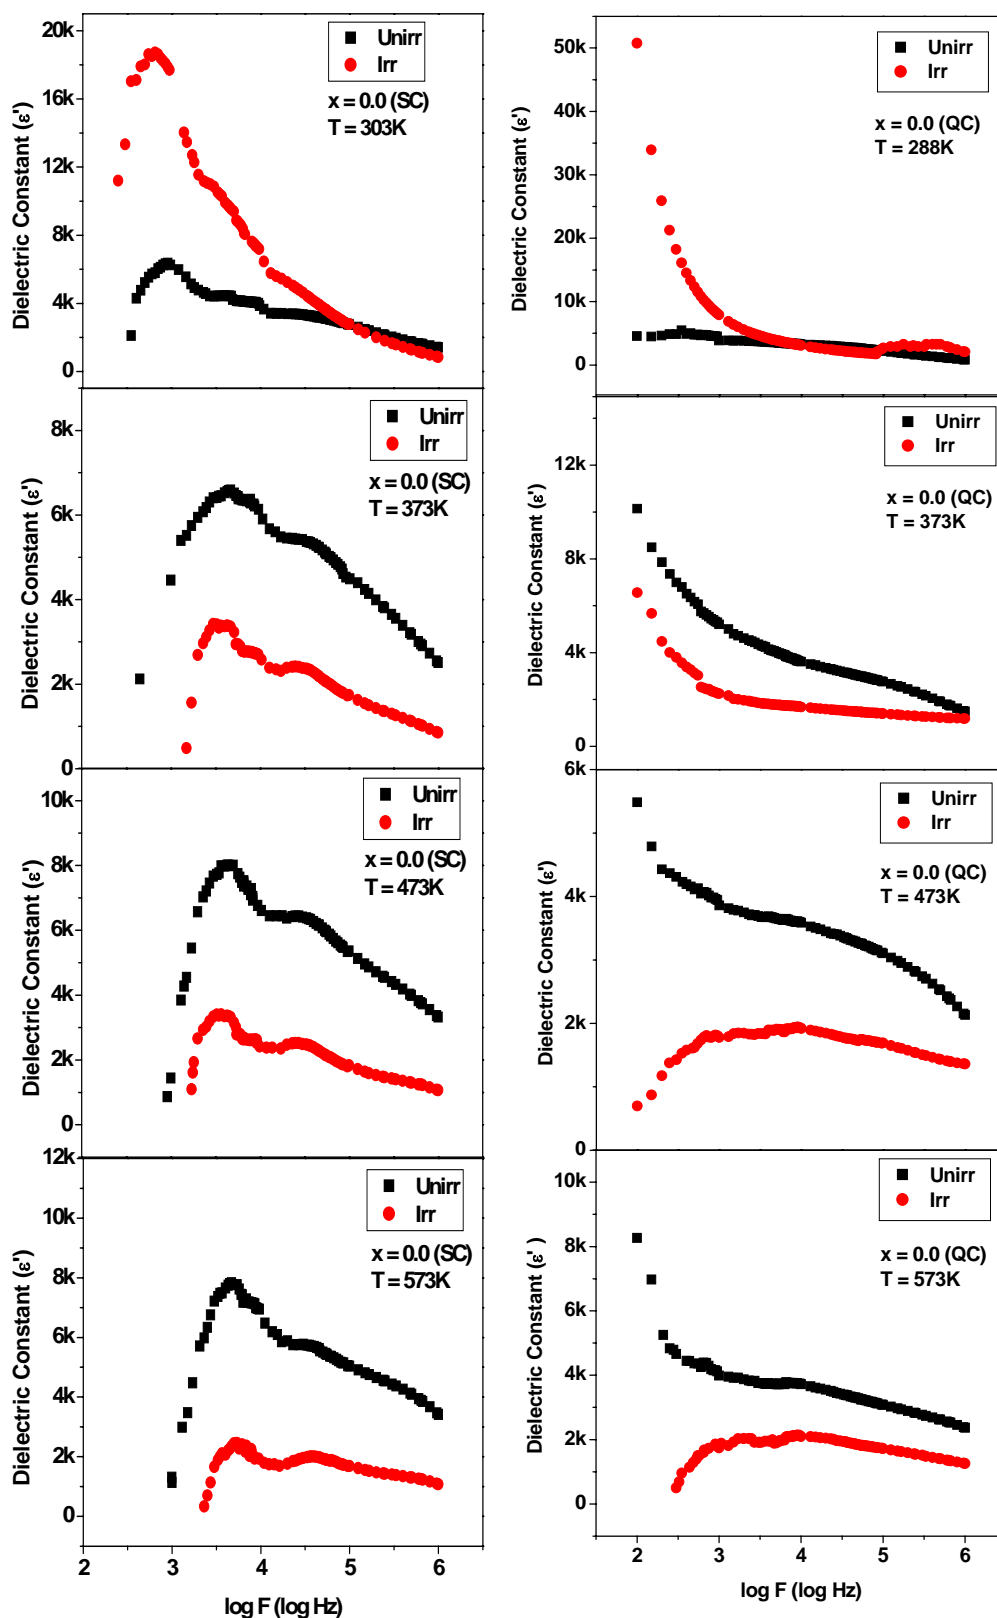 20k
16k
12k
8k
4k
0
Dielectric Constant (ε')
Unirr
Irr
x = 0.0 (SC)
T = 303K
50k
40k
30k
20k
10k
0
Dielectric Constant (ε')
Unirr
Irr
x = 0.0 (QC)
T = 288K
8k
6k
4k
2k
0
Dielectric Constant (ε')
Unirr
Irr
x = 0.0 (SC)
T = 373K
12k
8k
4k
0
Dielectric Constant (ε')
Unirr
Irr
x = 0.0 (QC)
T = 373K
10k
8k
6k
4k
2k
0
Dielectric Constant (ε')
Unirr
Irr
x = 0.0 (SC)
T = 473K
6k
4k
2k
0
Dielectric Constant (ε')
Unirr
Irr
x = 0.0 (QC)
T = 473K
12k
10k
8k
6k
4k
2k
0
Dielectric Constant (ε')
Unirr
Irr
x = 0.0 (SC)
T = 573K
2 3 4 5 6
log F (log Hz)
10k
8k
6k
4k
2k
0
Dielectric Constant (ε')
Unirr
Irr
x = 0.0 (QC)
T = 573K
2 3 4 5 6
log F (log Hz)